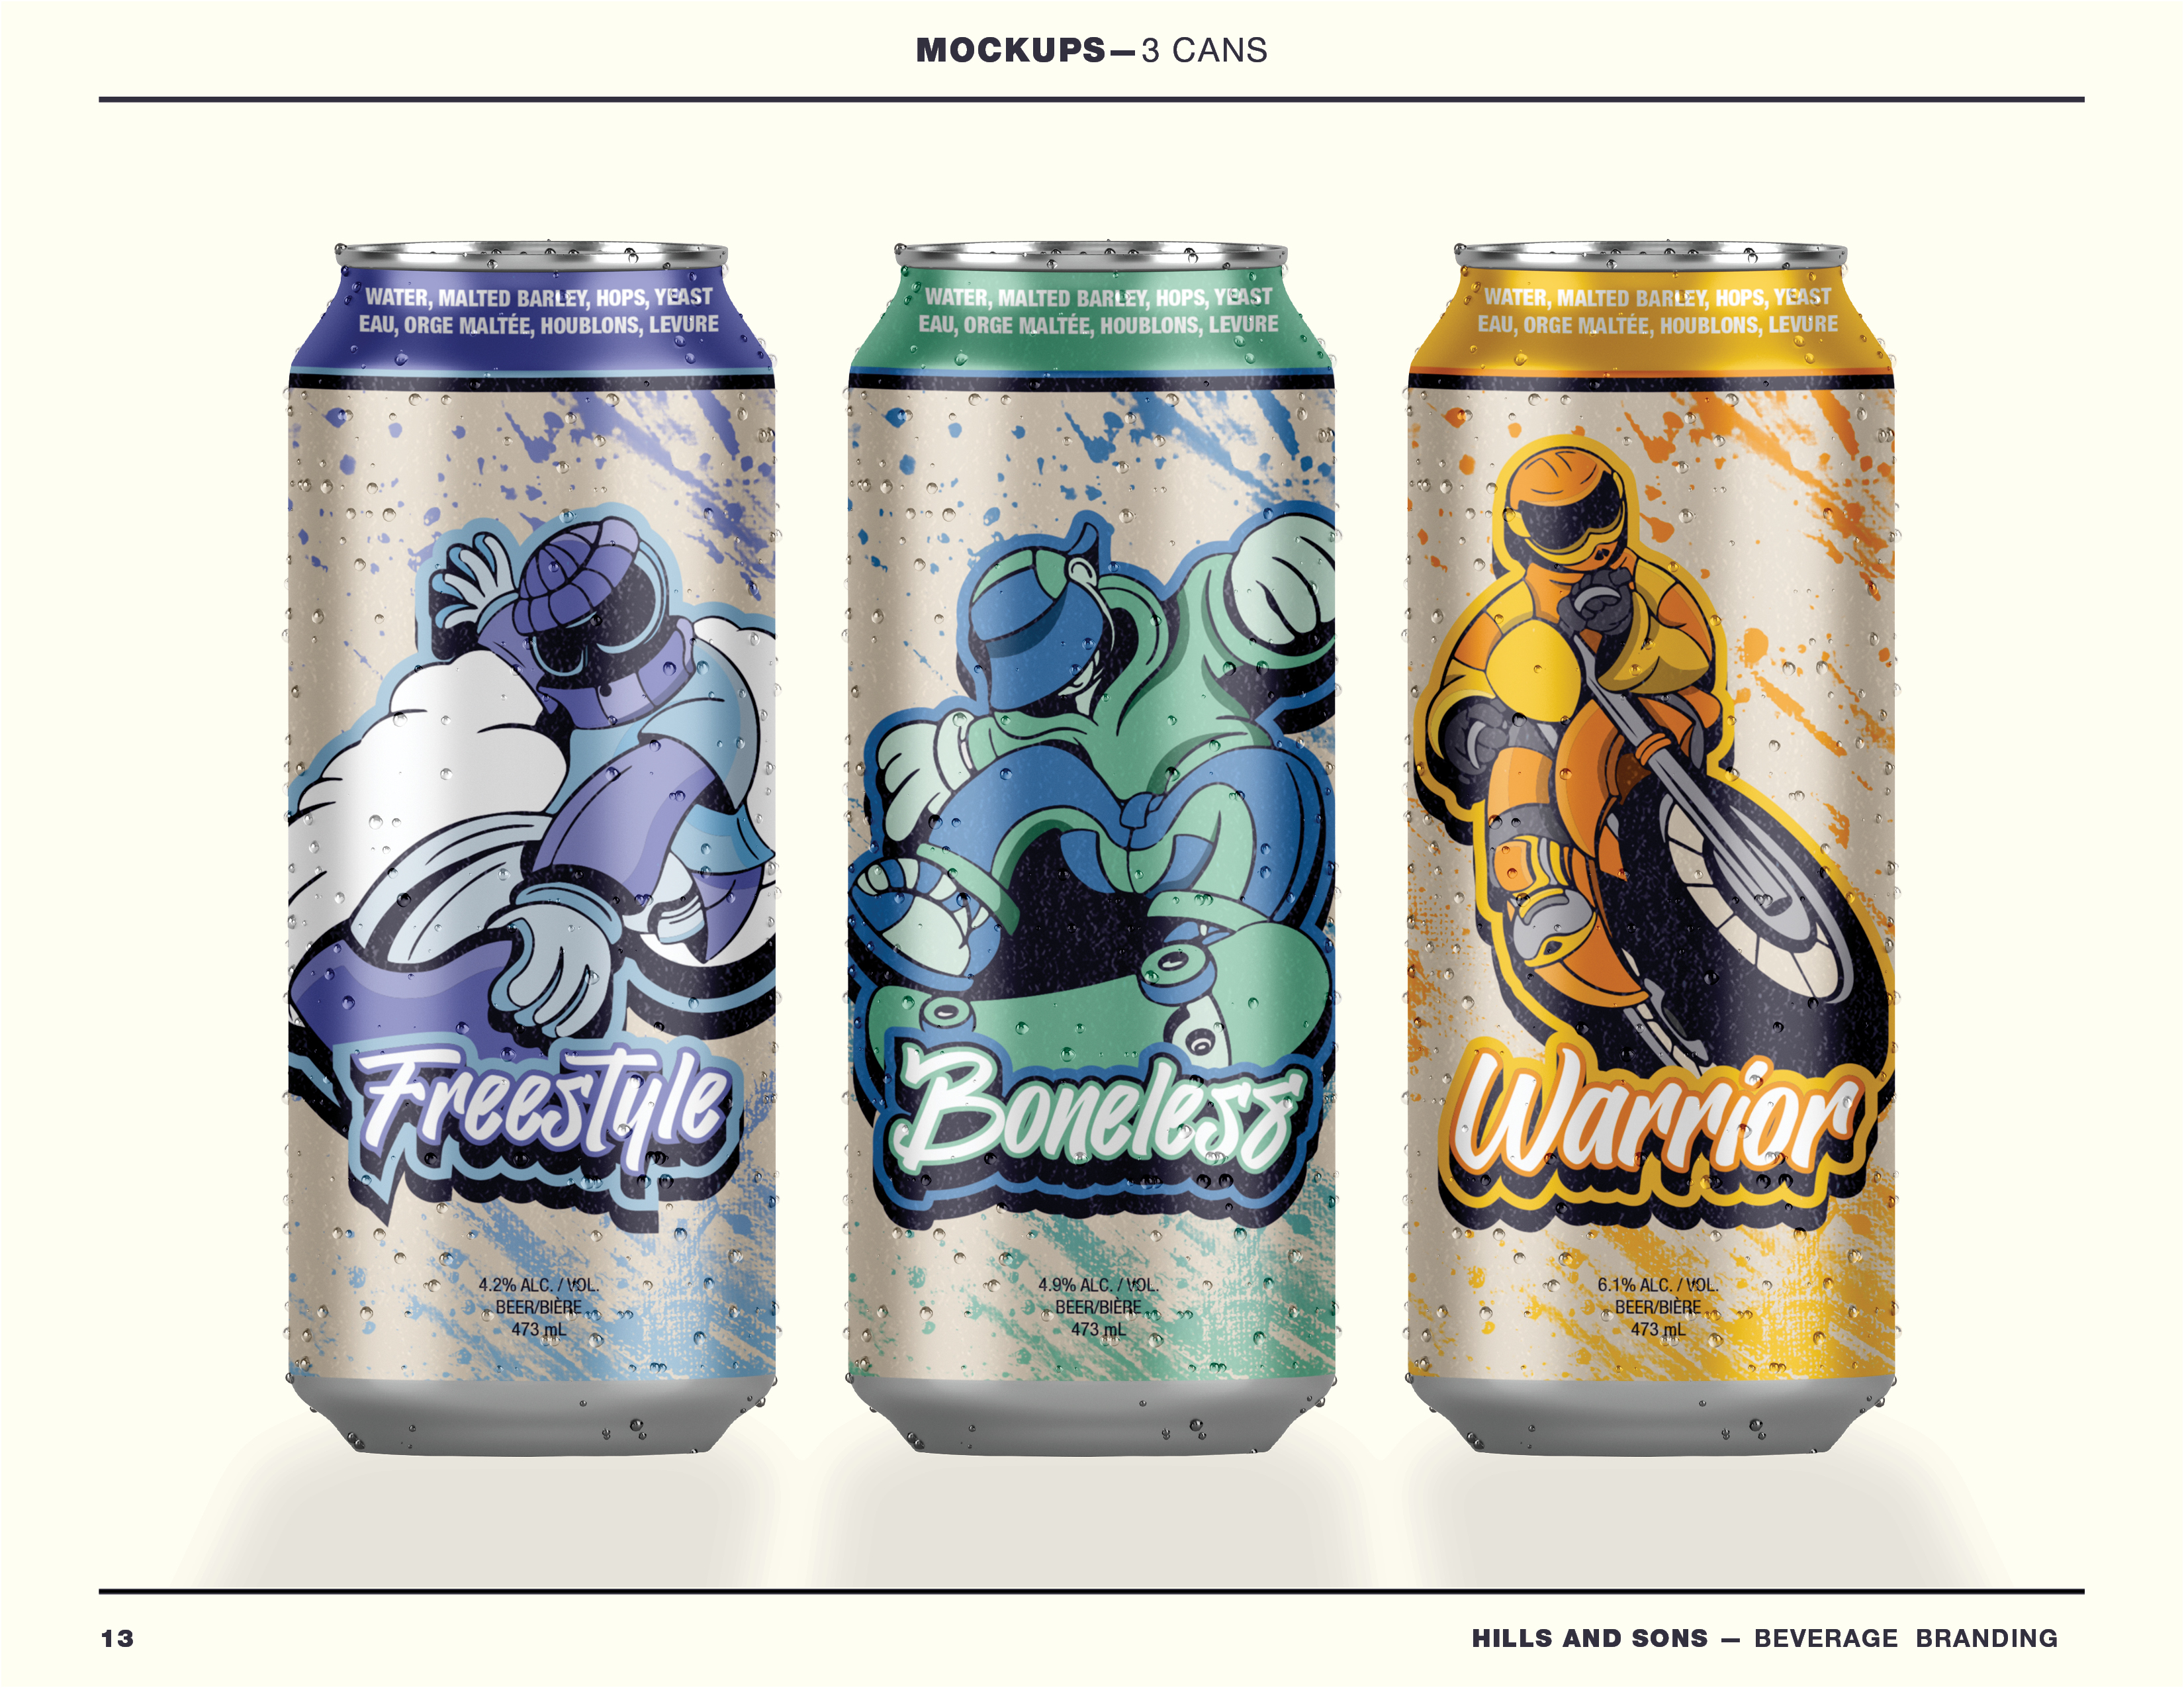 MOCKUPS—3 CANS
WATER, MALTED BARLEY, HOPS, YEAST
EAU, ORGE MALTÉE, HOUBLONS, LEVURE
Freestyle
4.2% ALC. / VOL.
BEER/BIÈRE
473 mL
WATER, MALTED BARLEY, HOPS, YEAST
EAU, ORGE MALTÉE, HOUBLONS, LEVURE
Boneless
4.9% ALC. / VOL.
BEER/BIÈRE
473 mL
WATER, MALTED BARLEY, HOPS, YEAST
EAU, ORGE MALTÉE, HOUBLONS, LEVURE
Warrior
6.1% ALC. / VOL.
BEER/BIÈRE
473 mL
13
HILLS AND SONS — BEVERAGE BRANDING